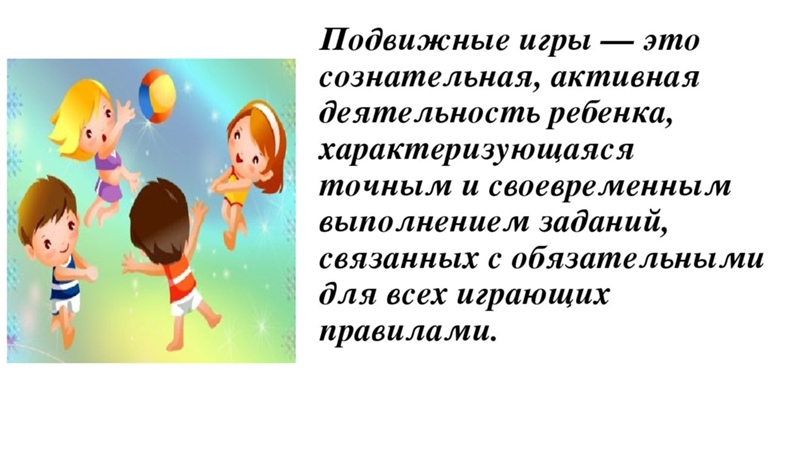 Подвижные игры — это
сознательная, активная
деятельность ребенка,
характеризующаяся
точным и своевременным
выполнением заданий,
связанных с обязательными
для всех играющих
правилами.